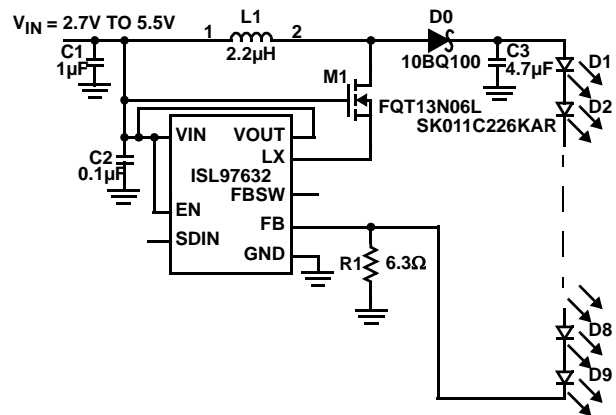 VIN = 2.7V TO 5.5V
L1
D0
1
2
C1
1µF
2.2µH
10BQ100
C3
4.7µF
D1
M1
FQT13N06L
D2
SK011C226KAR
VIN
VOUT
C2
0.1µF
LX
ISL97632
FBSW
EN
FB
SDIN
GND
R1
6.3Ω
D8
D9